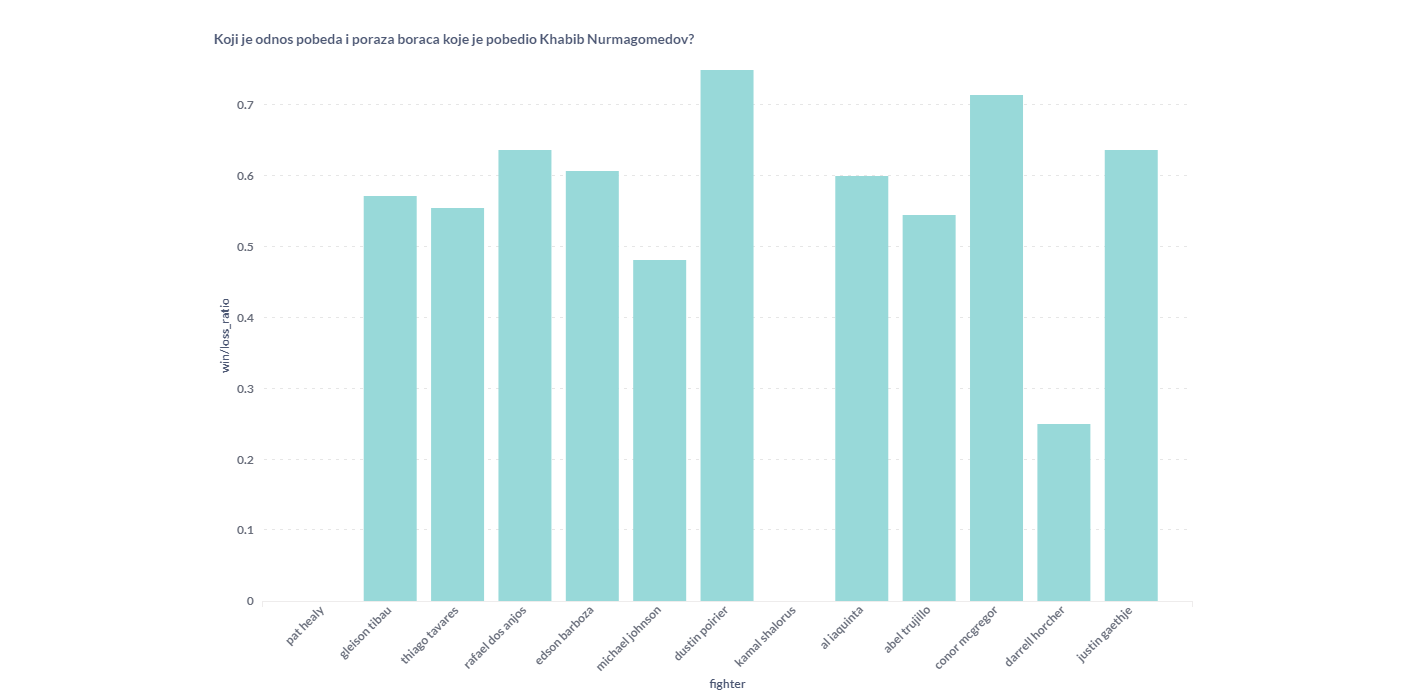 Koji je odnos pobeda i poraza boraca koje je pobedio Khabib Nurmagomedov?
0.7
0.6
0.5
0.4
0.3
0.2
0.1
0
win/loss_ratio
pat healy
gleison tibau
thiago tavares
rafael dos anjos
edson barboza
michael johnson
dustin poirier
kamal shalorus
al iaquinta
abel trujillo
conor mcgregor
darrell horcher
justin gaethje
fighter